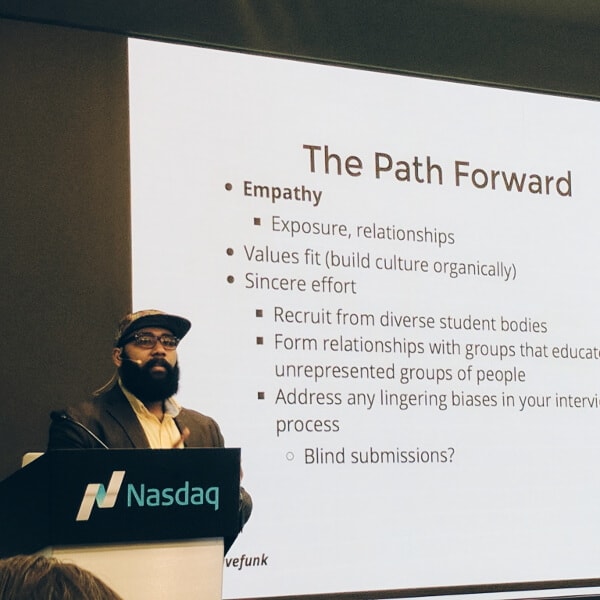 The Path Forward
Empathy
Exposure, relationships
Values fit (build culture organically)
Sincere effort
Recruit from diverse student bodies
Form relationships with groups that educat
unrepresented groups of people
Address any lingering biases in your intervi
process
Blind submissions?
Nasdaq
vefunk